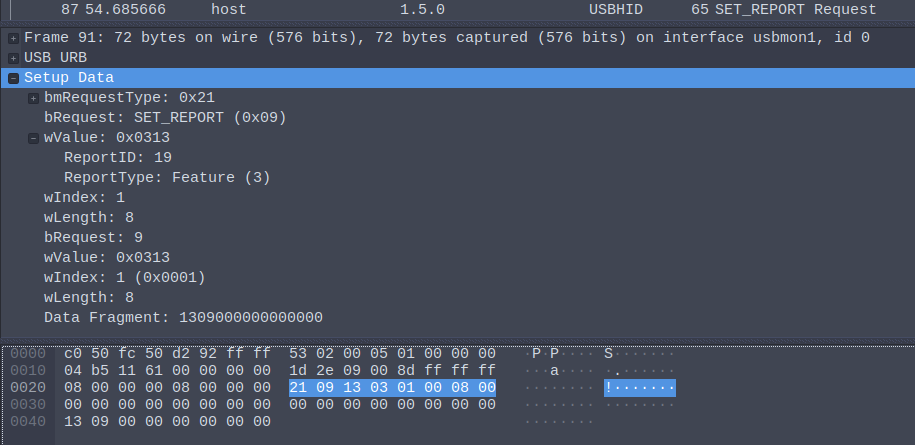 87 54.685666 host 1.5.0 USBHID 65 SET_REPORT Request
Frame 91: 72 bytes on wire (576 bits), 72 bytes captured (576 bits) on interface usbmon1, id 0
USB URB
Setup Data
bmRequestType: 0x21
bRequest: SET_REPORT (0x09)
wValue: 0x0313
ReportID: 19
ReportType: Feature (3)
wIndex: 1
wLength: 8
bRequest: 9
wValue: 0x0313
wIndex: 1 (0x0001)
wLength: 8
Data Fragment: 1309000000000000
0000 c0 50 fc 50 d2 92 ff ff 53 02 00 05 01 00 00 00 ·P·P···· S·······
0010 04 b5 11 61 00 00 00 00 1d 2e 09 00 8d ff ff ff ···a···· ·.······
0020 08 00 00 00 08 00 00 00 21 09 13 03 01 00 08 00 ········ !·······
0030 00 00 00 00 00 00 00 00 00 00 00 00 00 00 00 00 ········ ········
0040 13 09 00 00 00 00 00 00 ········